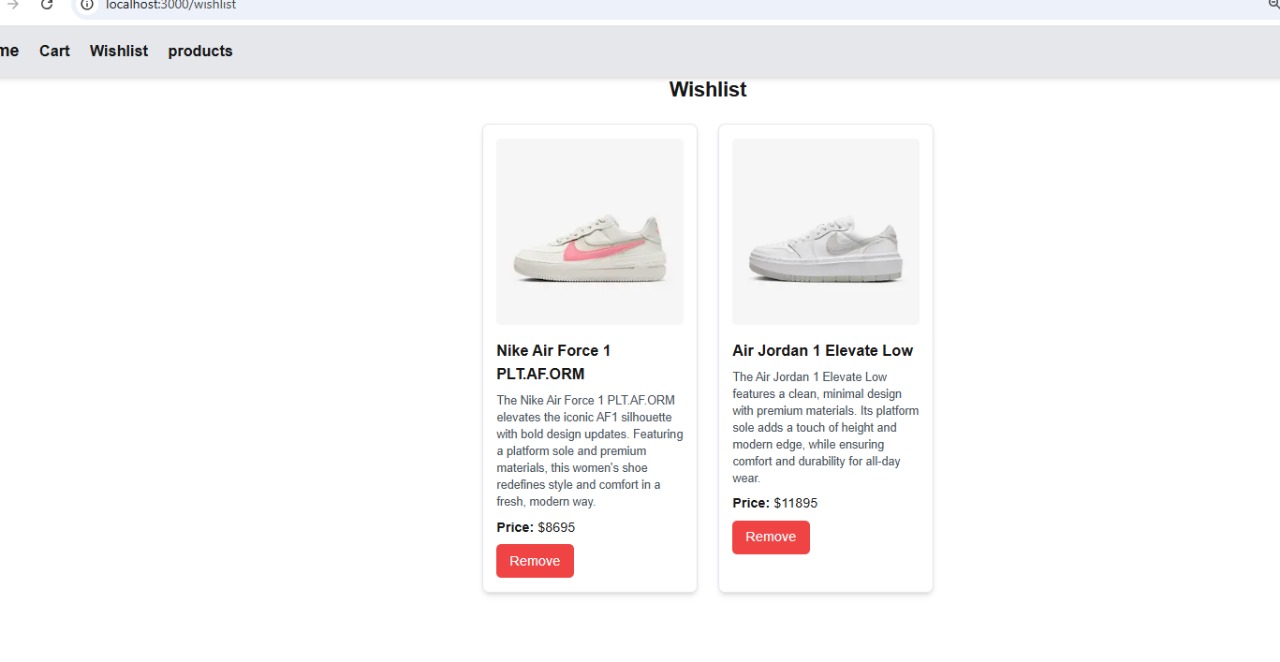 localhost:3000/wishlist
me Cart Wishlist products
Wishlist
Nike Air Force 1
PLT.AF.ORM
The Nike Air Force 1 PLT.AF.ORM
elevates the iconic AF1 silhouette
with bold design updates. Featuring
a platform sole and premium
materials, this women's shoe
redefines style and comfort in a
fresh, modern way.
Price: $8695
Remove
Air Jordan 1 Elevate Low
The Air Jordan 1 Elevate Low
features a clean, minimal design
with premium materials. Its platform
sole adds a touch of height and
modern edge, while ensuring
comfort and durability for all-day
wear.
Price: $11895
Remove